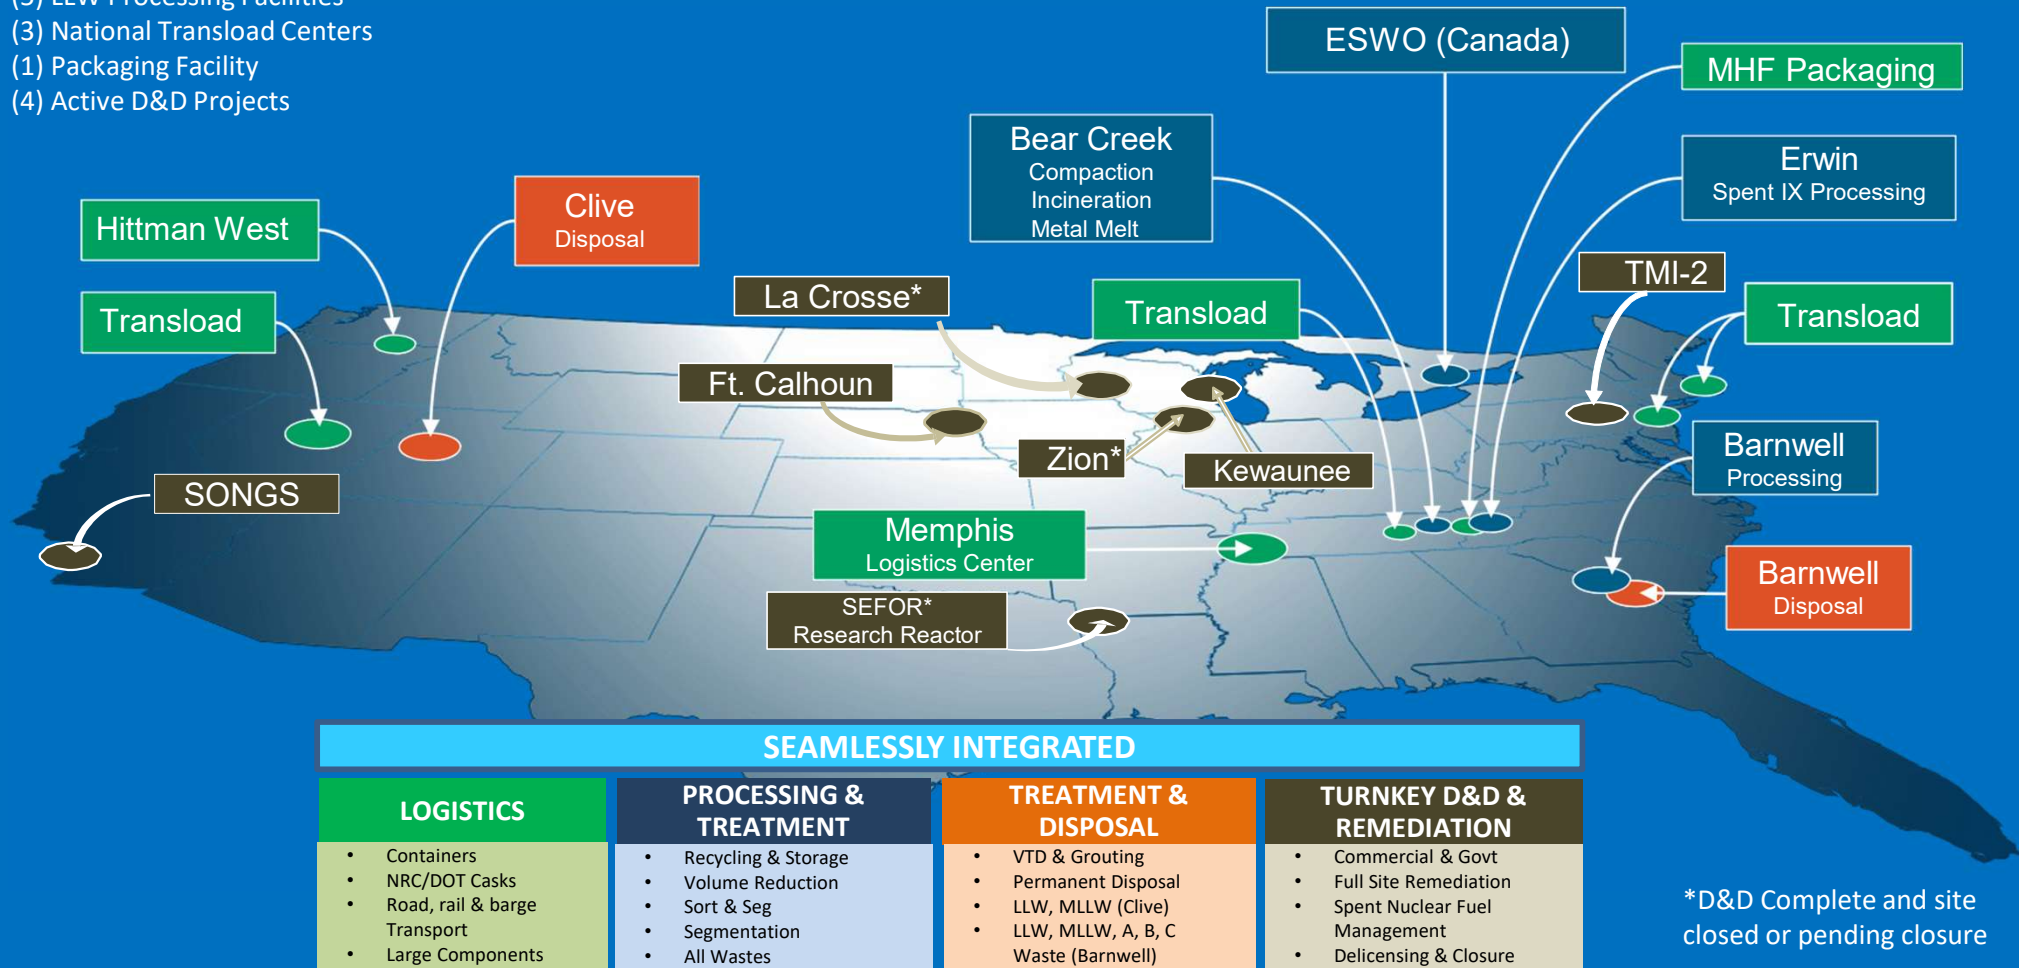 (3) National Transload Centers
(1) Packaging Facility
(4) Active D&D Projects
ESWO (Canada)
MHF Packaging
Bear Creek
Compaction
Incineration
Metal Melt
Erwin
Spent IX Processing
Hittman West
Clive
Disposal
TMI-2
La Crosse*
Transload
Transload
Transload
Ft. Calhoun
Zion*
Kewaunee
Barnwell
Processing
SONGS
Memphis
Logistics Center
Barnwell
Disposal
SEFOR*
Research Reactor
SEAMLESSLY INTEGRATED
LOGISTICS
• Containers
• NRC/DOT Casks
• Road, rail & barge
Transport
• Large Components
PROCESSING &
TREATMENT
• Recycling & Storage
• Volume Reduction
• Sort & Seg
• Segmentation
• All Wastes
TREATMENT &
DISPOSAL
• VTD & Grouting
• Permanent Disposal
• LLW, MLLW (Clive)
• LLW, MLLW, A, B, C
Waste (Barnwell)
TURNKEY D&D &
REMEDIATION
• Commercial & Govt
• Full Site Remediation
• Spent Nuclear Fuel
Management
• Delicensing & Closure
*D&D Complete and site
closed or pending closure